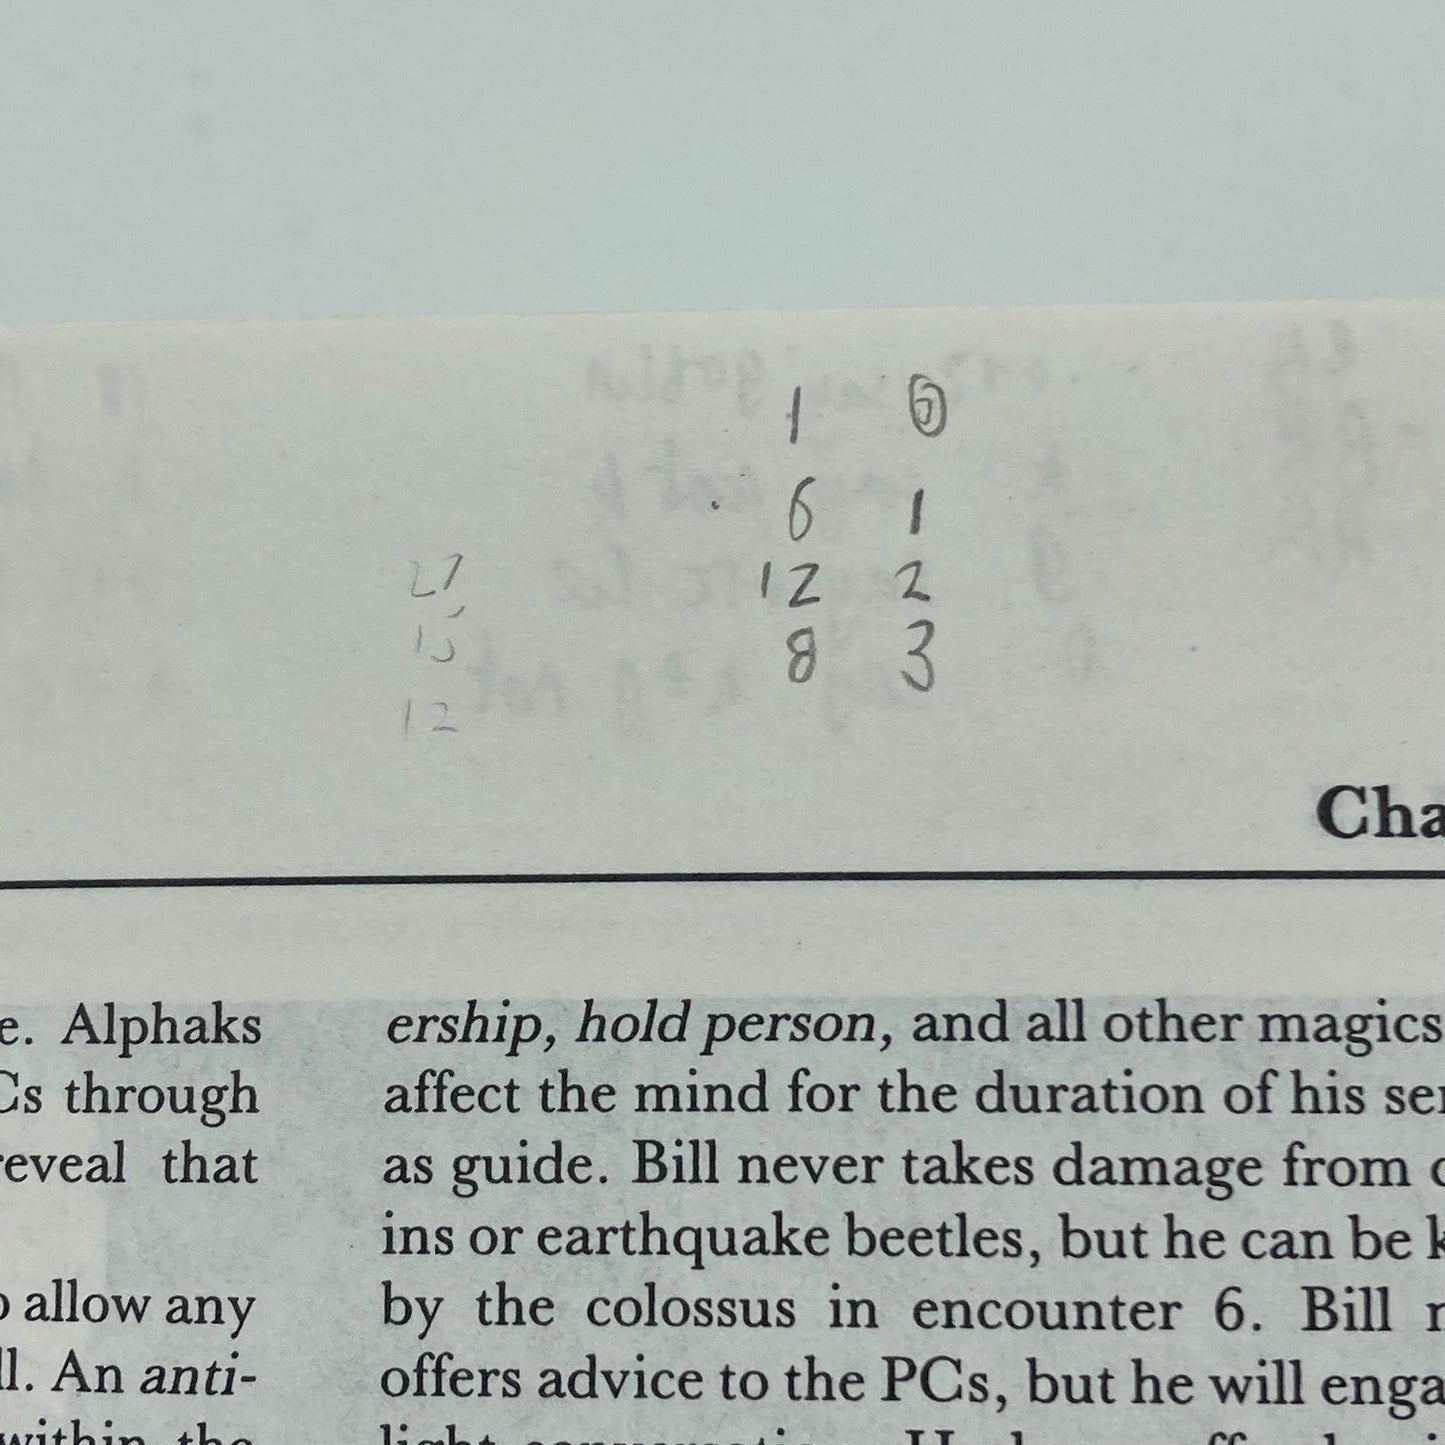 1
6 1
27 12 2
8 3
12
Cha
e. Alphaks
Cs through
reveal that
o allow any
ll. An anti-
within the
ership, hold person, and all other magics
affect the mind for the duration of his ser
as guide. Bill never takes damage from c
ins or earthquake beetles, but he can be k
by the colossus in encounter 6. Bill r
offers advice to the PCs, but he will enga